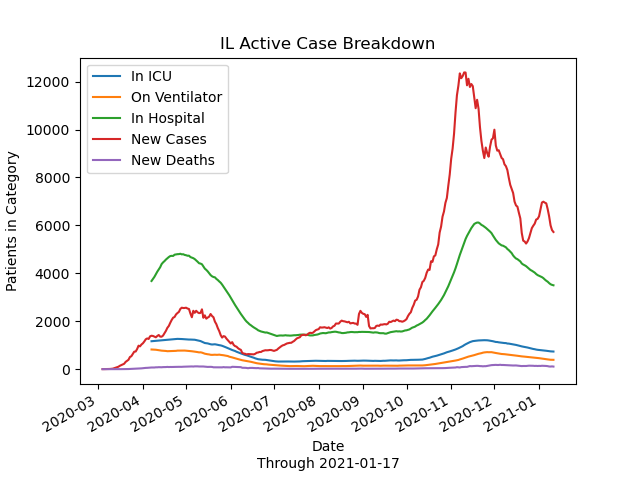 IL Active Case Breakdown
In ICU
On Ventilator
In Hospital
New Cases
New Deaths
Patients in Category
12000
10000
8000
6000
4000
2000
0
2020-03
2020-04
2020-05
2020-06
2020-07
2020-08
2020-09
2020-10
2020-11
2020-12
2021-01
Date
Through 2021-01-17